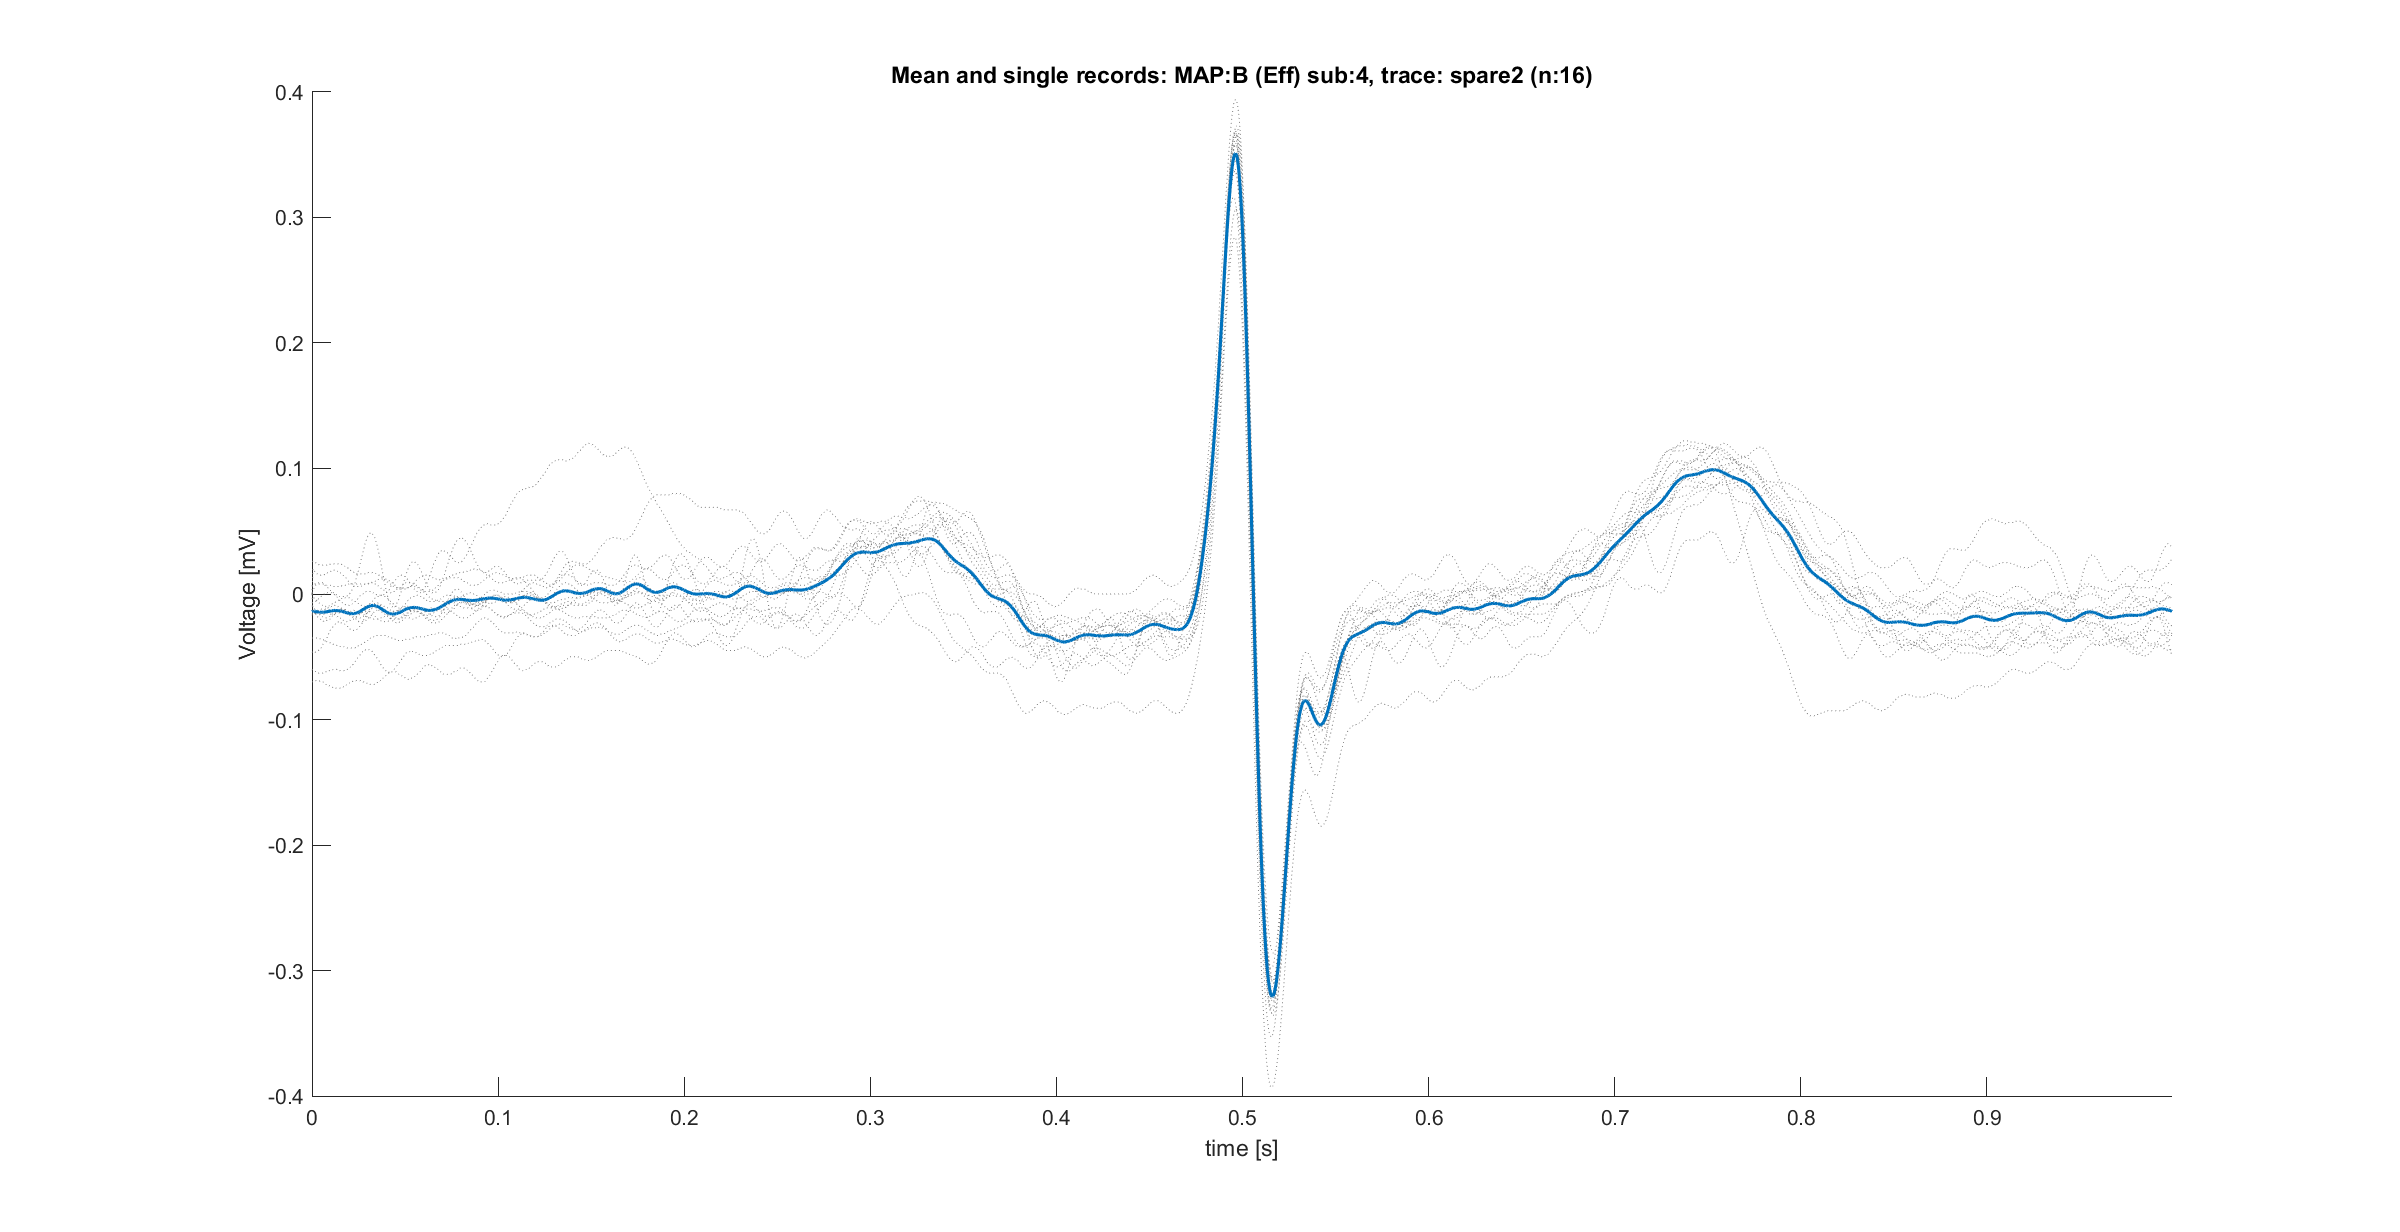 Mean and single records: MAP:B (Eff) sub:4, trace: spare2 (n:16)
0.4
0.3
0.2
0.1
0
-0.1
-0.2
-0.3
-0.4
Voltage [mV]
0 0.1 0.2 0.3 0.4 0.5 0.6 0.7 0.8 0.9
time [s]